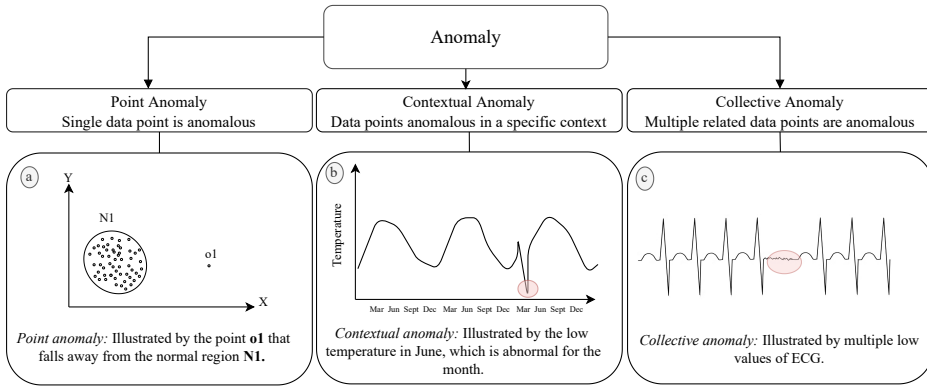 Anomaly
Point Anomaly
Single data point is anomalous
Contextual Anomaly
Data points anomalous in a specific context
Collective Anomaly
Multiple related data points are anomalous
a
Y
N1
o1
X
Point anomaly: Illustrated by the point o1 that
falls away from the normal region N1.
b
Temperature
Mar Jun Sept Dec Mar Jun Sept Dec Mar Jun Sept Dec
Contextual anomaly: Illustrated by the low
temperature in June, which is abnormal for the
month.
c
Collective anomaly: Illustrated by multiple low
values of ECG.